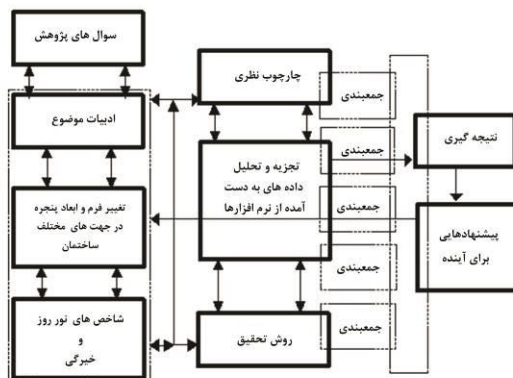 سوال های پژوهش
ادبیات موضوع
تغییر فرم و ابعاد پنجره
در جهت های مختلف
ساختمان
شاخص های نور روز
و
خیرگی
چارچوب نظری
تجزیه و تحلیل
داده های به دست
آمده از نرم افزارها
روش تحقیق
جمعبندی
جمعبندی
جمعبندی
جمعبندی
جمعبندی
نتیجه گیری
پیشنهادهایی
برای آینده